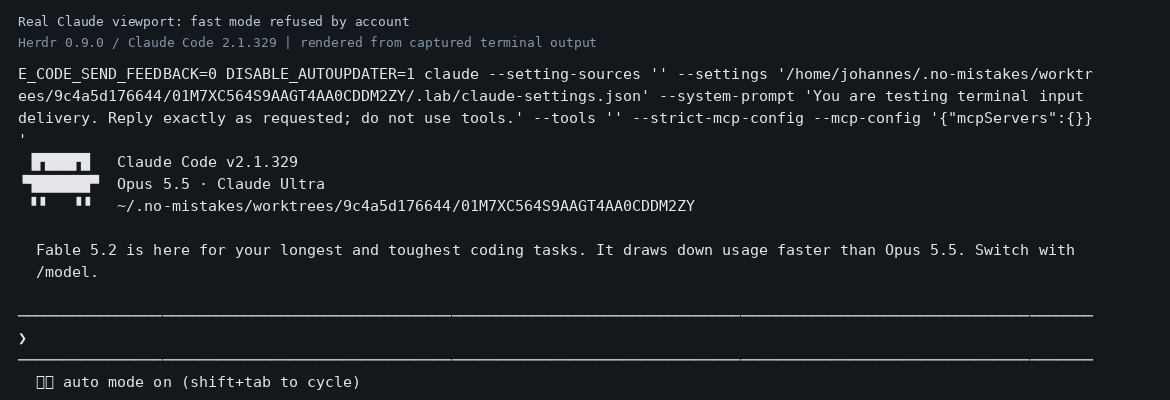 Real Claude viewport: fast mode refused by account
Herdr 0.9.0 / Claude Code 2.1.329 | rendered from captured terminal output
E_CODE_SEND_FEEDBACK=0 DISABLE_AUTOUPDATER=1 claude --setting-sources '' --settings '/home/johannes/.no-mistakes/worktr
ees/9c4a5d176644/01M7XC564S9AAGT4AA0CDDM2ZY/.lab/claude-settings.json' --system-prompt 'You are testing terminal input
delivery. Reply exactly as requested; do not use tools.' --tools '' --strict-mcp-config --mcp-config '{"mcpServers":{}}
'
Claude Code v2.1.329
Opus 5.5 · Claude Ultra
~/.no-mistakes/worktrees/9c4a5d176644/01M7XC564S9AAGT4AA0CDDM2ZY
Fable 5.2 is here for your longest and toughest coding tasks. It draws down usage faster than Opus 5.5. Switch with
/model.
❯
auto mode on (shift+tab to cycle)